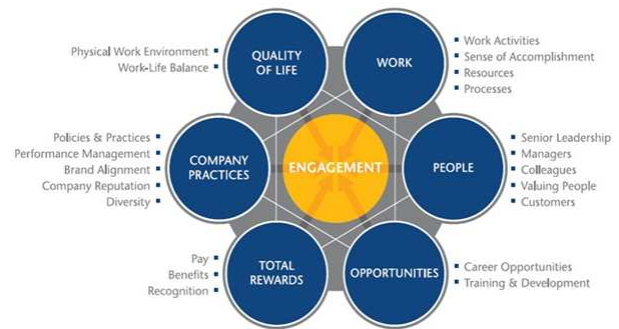 Physical Work Environment
Work-Life Balance
QUALITY
OF LIFE
WORK
Work Activities
Sense of Accomplishment
Resources
Processes
Policies & Practices
Performance Management
Brand Alignment
Company Reputation
Diversity
COMPANY
PRACTICES
ENGAGEMENT
PEOPLE
Senior Leadership
Managers
Colleagues
Valuing People
Customers
Pay
Benefits
Recognition
TOTAL
REWARDS
OPPORTUNITIES
Career Opportunities
Training & Development